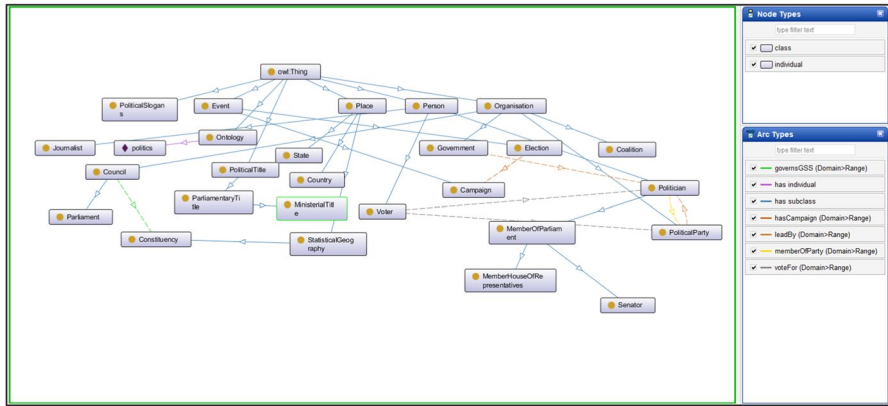 owl:Thing
PoliticalSlogan
s
Event
Place
Person
Organisation
Journalist
politics
Ontology
State
Government
Election
Coalition
Council
PoliticalTitle
Country
Campaign
Politician
Parliament
ParliamentaryTi
tle
MinisterialTitl
e
Voter
MemberOfParliam
ent
PoliticalParty
Constituency
StatisticalGeog
raphy
MemberHouseOfRe
presentatives
Senator
Node Types
type filter text
class
individual
Arc Types
type filter text
governsGSS (Domain>Range)
has individual
has subclass
hasCampaign (Domain>Range)
leadBy (Domain>Range)
memberOfParty (Domain>Range)
voteFor (Domain>Range)